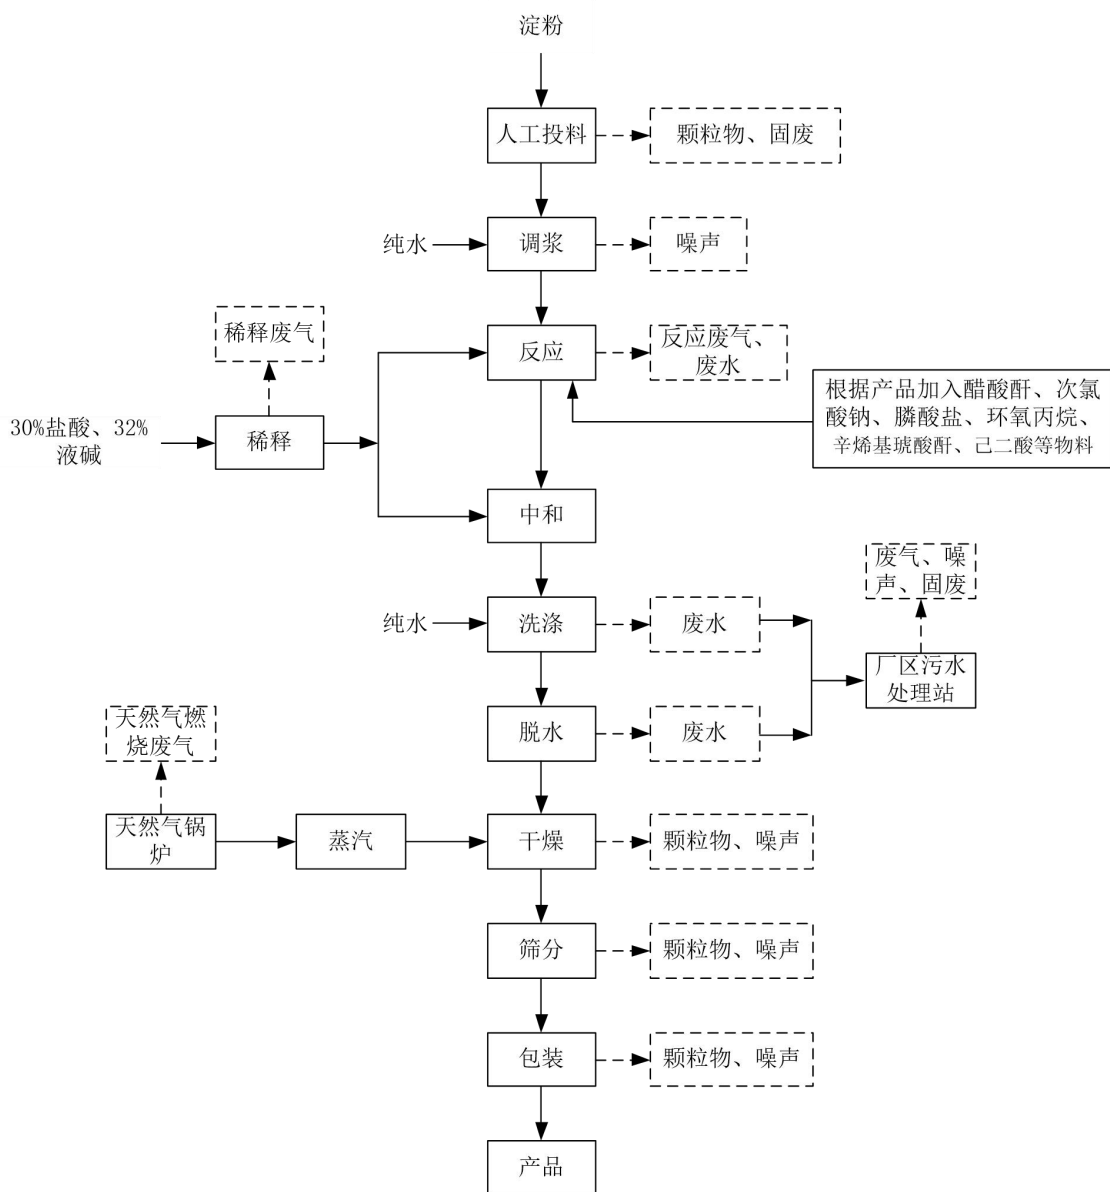 淀粉
人工投料
颗粒物、固废
纯水
调浆
噪声
稀释废气
反应
反应废气、
废水
根据产品加入醋酸酐、次氯
酸钠、膦酸盐、环氧丙烷、
辛烯基琥酸酐、己二酸等物料
30%盐酸、32%
液碱
稀释
中和
废气、噪
声、固废
纯水
洗涤
废水
厂区污水
处理站
天然气燃
烧废气
脱水
废水
天然气锅
炉
蒸汽
干燥
颗粒物、噪声
筛分
颗粒物、噪声
包装
颗粒物、噪声
产品